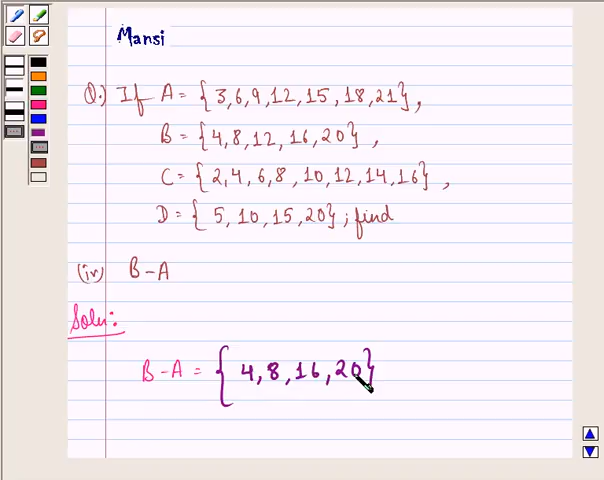 Mansi
Q.) If A = { 3,6,9,12,15,18,21},
B = {4,8,12,16,20},
C = {2,4,6,8,10,12,14,16},
D = { 5,10,15,20}; find
(iv) B-A
Soln:
B-A = { 4,8,16,20}